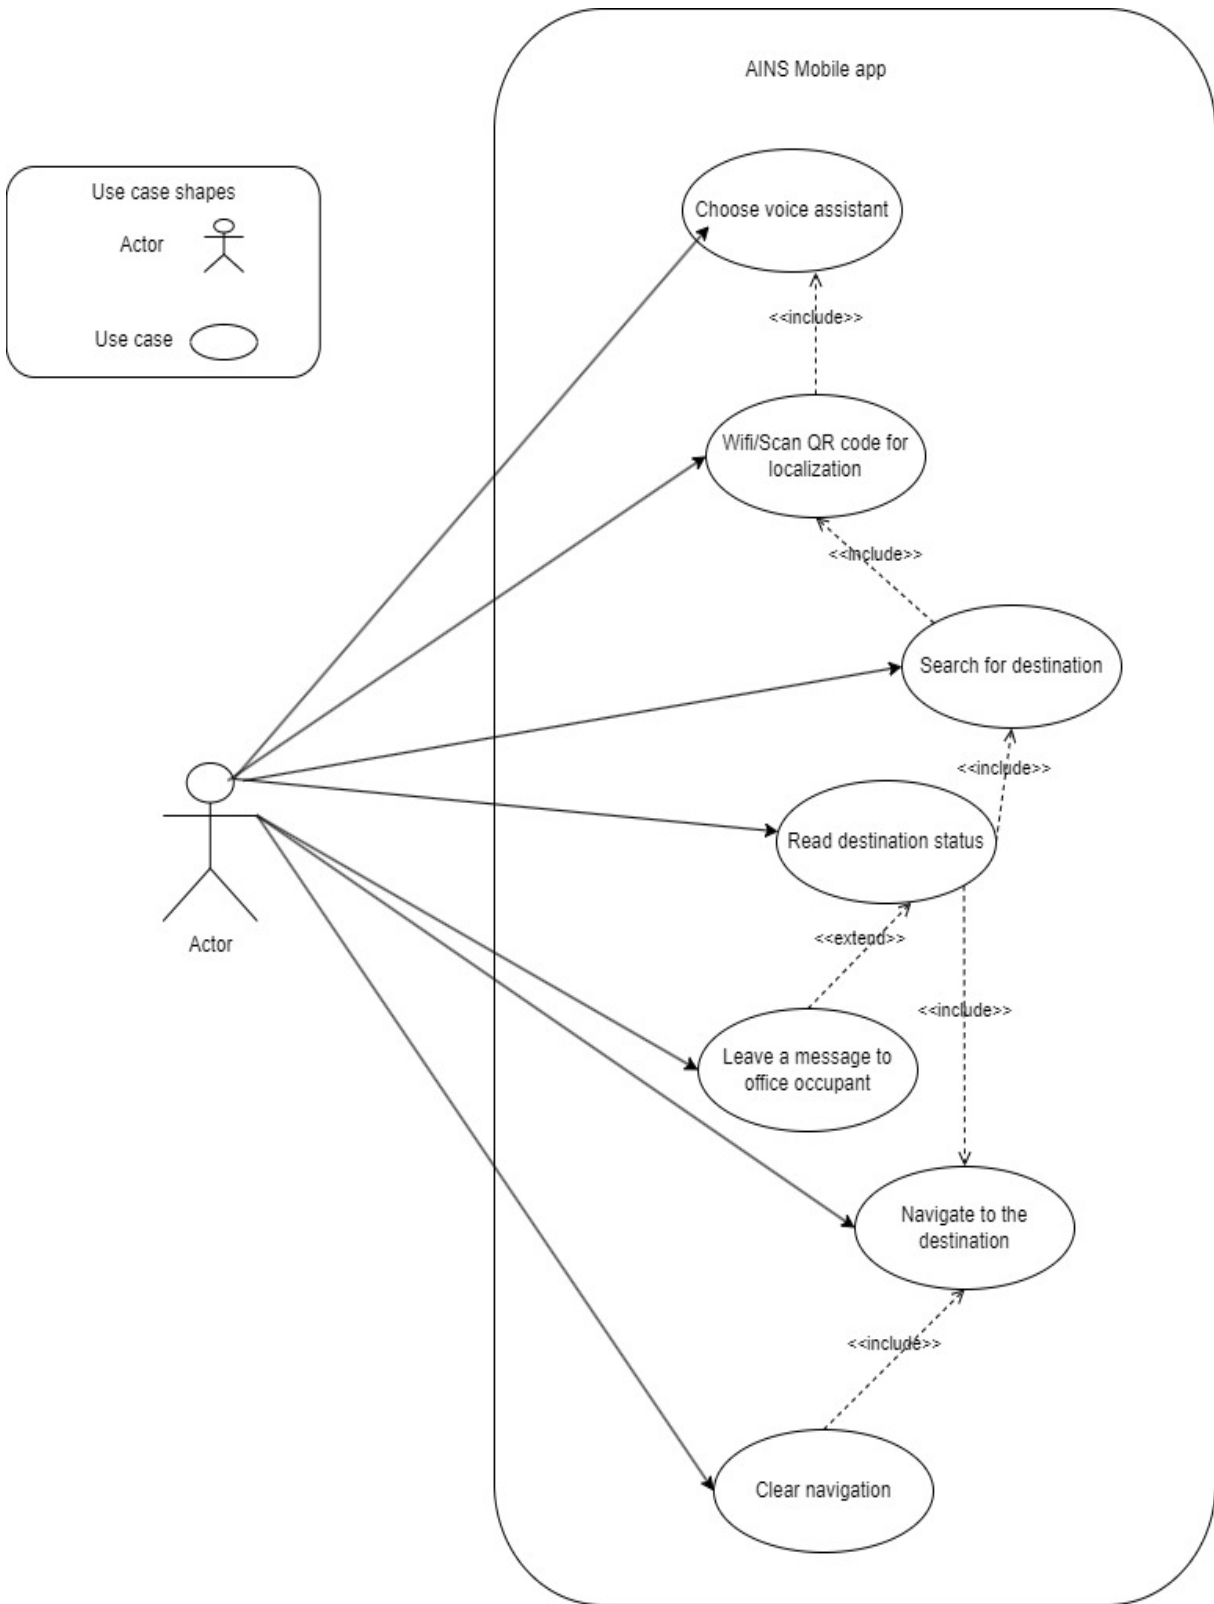 AINS Mobile app
Use case shapes
Actor
Use case
Choose voice assistant
<<include>>
Wifi/Scan QR code for
localization
<<include>>
Search for destination
<<include>>
Read destination status
<<extend>>
Actor
<<include>>
Leave a message to
office occupant
Navigate to the
destination
<<include>>
Clear navigation